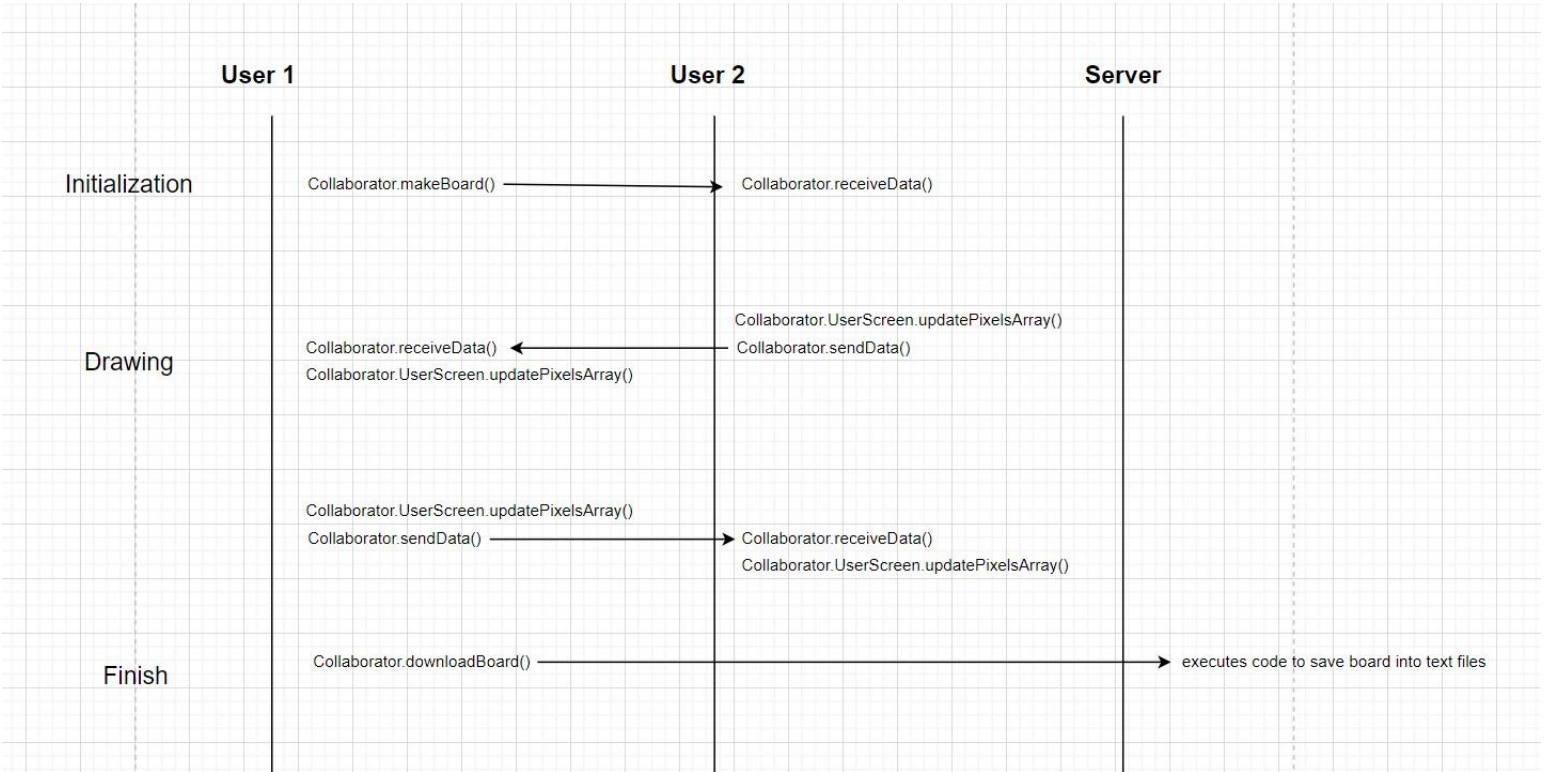 User 1
User 2
Server
Initialization
Collaborator.makeBoard()
Collaborator.receiveData()
Drawing
Collaborator.UserScreen.updatePixelsArray()
Collaborator.receiveData()
Collaborator.sendData()
Collaborator.UserScreen.updatePixelsArray()
Collaborator.UserScreen.updatePixelsArray()
Collaborator.sendData()
Collaborator.receiveData()
Collaborator.UserScreen.updatePixelsArray()
Finish
Collaborator.downloadBoard()
executes code to save board into text files